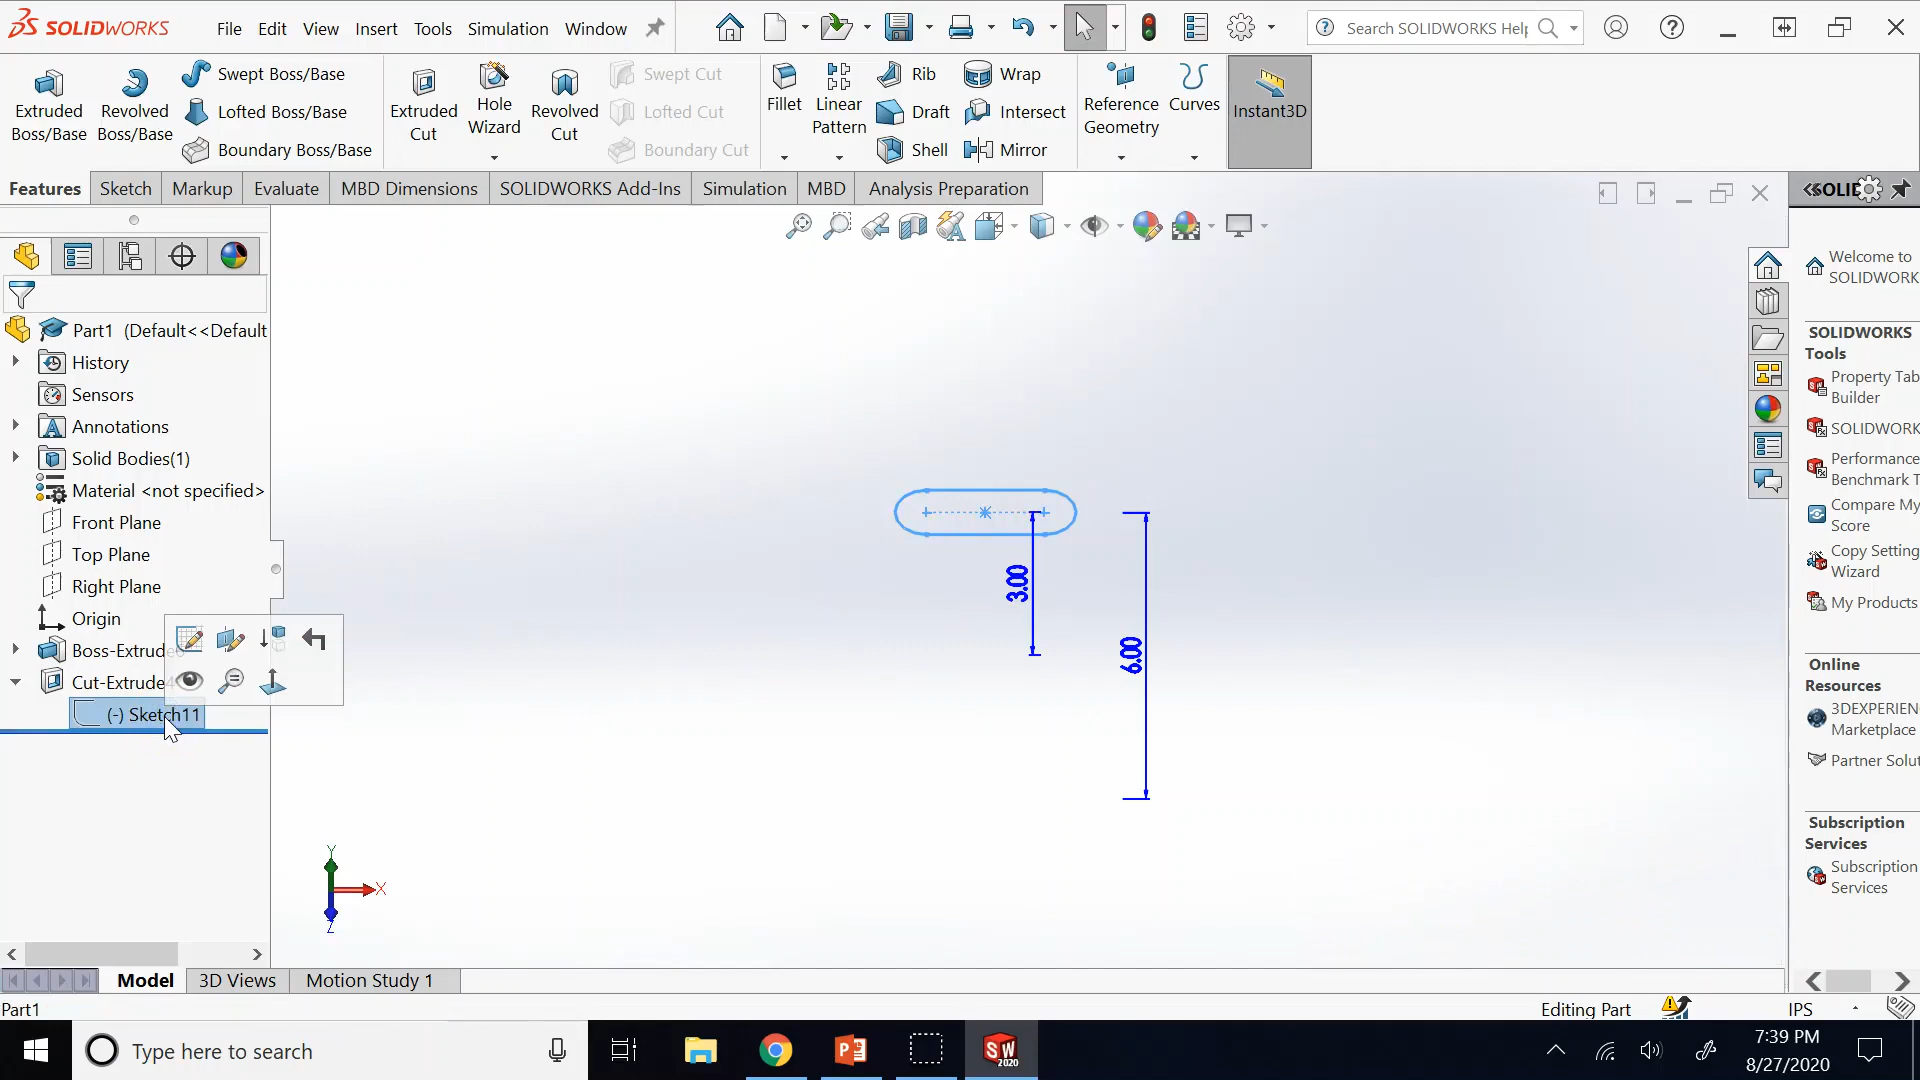 SOLIDWORKS File Edit View Insert Tools Simulation Window Search SOLIDWORKS Help
Extruded Boss/Base
Revolved Boss/Base
Swept Boss/Base
Lofted Boss/Base
Boundary Boss/Base
Extruded Cut
Hole Wizard
Revolved Cut
Swept Cut
Lofted Cut
Boundary Cut
Fillet
Linear Pattern
Rib
Draft
Shell
Wrap
Intersect
Mirror
Reference Geometry
Curves
Instant3D
Features Sketch Markup Evaluate MBD Dimensions SOLIDWORKS Add-Ins Simulation MBD Analysis Preparation
Part1 (Default<<Default
History
Sensors
Annotations
Solid Bodies(1)
Material <not specified>
Front Plane
Top Plane
Right Plane
Origin
Boss-Extrude
Cut-Extrude4
(-) Sketch11
3.00
6.00
Y
X
Z
SOLID
Welcome to
SOLIDWORK
SOLIDWORKS
Tools
Property Tab
Builder
SOLIDWORK
Performance
Benchmark T
Compare My
Score
Copy Setting
Wizard
My Products
Online
Resources
3DEXPERIEN
Marketplace
Partner Solut
Subscription
Services
Subscription
Services
Model 3D Views Motion Study 1
Part1 Editing Part IPS
Type here to search
SW
2020
7:39 PM
8/27/2020